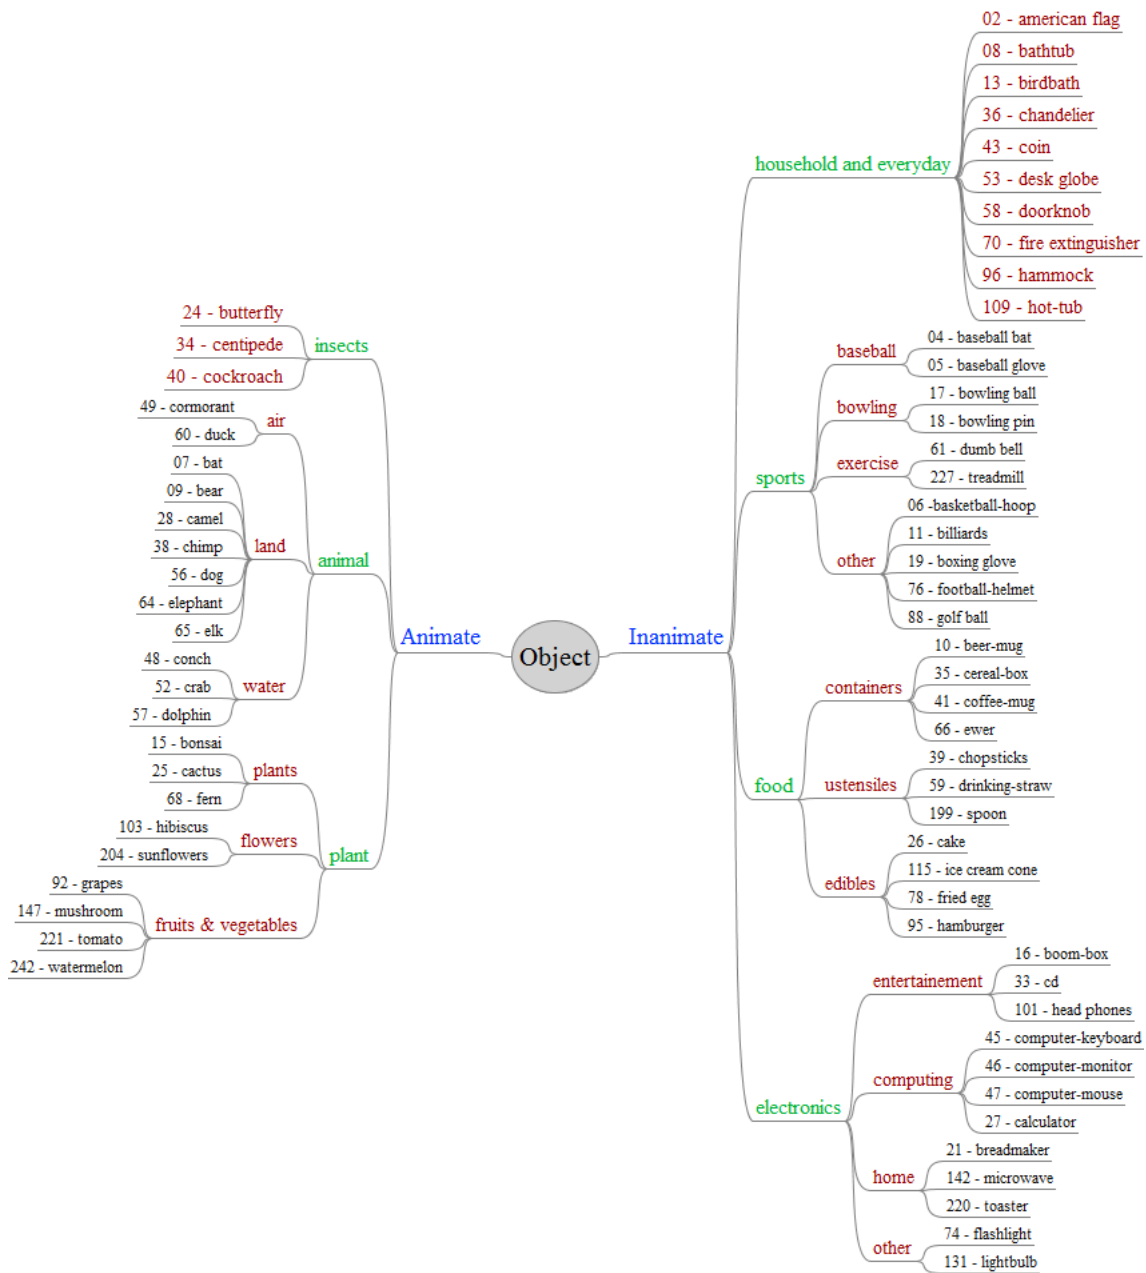 Object
Animate
insects
24 - butterfly
34 - centipede
40 - cockroach
animal
air
49 - cormorant
60 - duck
land
07 - bat
09 - bear
28 - camel
38 - chimp
56 - dog
64 - elephant
65 - elk
water
48 - conch
52 - crab
57 - dolphin
plant
plants
15 - bonsai
25 - cactus
68 - fern
flowers
103 - hibiscus
204 - sunflowers
fruits & vegetables
92 - grapes
147 - mushroom
221 - tomato
242 - watermelon
Inanimate
household and everyday
02 - american flag
08 - bathtub
13 - birdbath
36 - chandelier
43 - coin
53 - desk globe
58 - doorknob
70 - fire extinguisher
96 - hammock
109 - hot-tub
sports
baseball
04 - baseball bat
05 - baseball glove
bowling
17 - bowling ball
18 - bowling pin
exercise
61 - dumb bell
227 - treadmill
other
06 -basketball-hoop
11 - billiards
19 - boxing glove
76 - football-helmet
88 - golf ball
food
containers
10 - beer-mug
35 - cereal-box
41 - coffee-mug
66 - ewer
ustensiles
39 - chopsticks
59 - drinking-straw
199 - spoon
edibles
26 - cake
115 - ice cream cone
78 - fried egg
95 - hamburger
electronics
entertainement
16 - boom-box
33 - cd
101 - head phones
computing
45 - computer-keyboard
46 - computer-monitor
47 - computer-mouse
27 - calculator
home
21 - breadmaker
142 - microwave
220 - toaster
other
74 - flashlight
131 - lightbulb